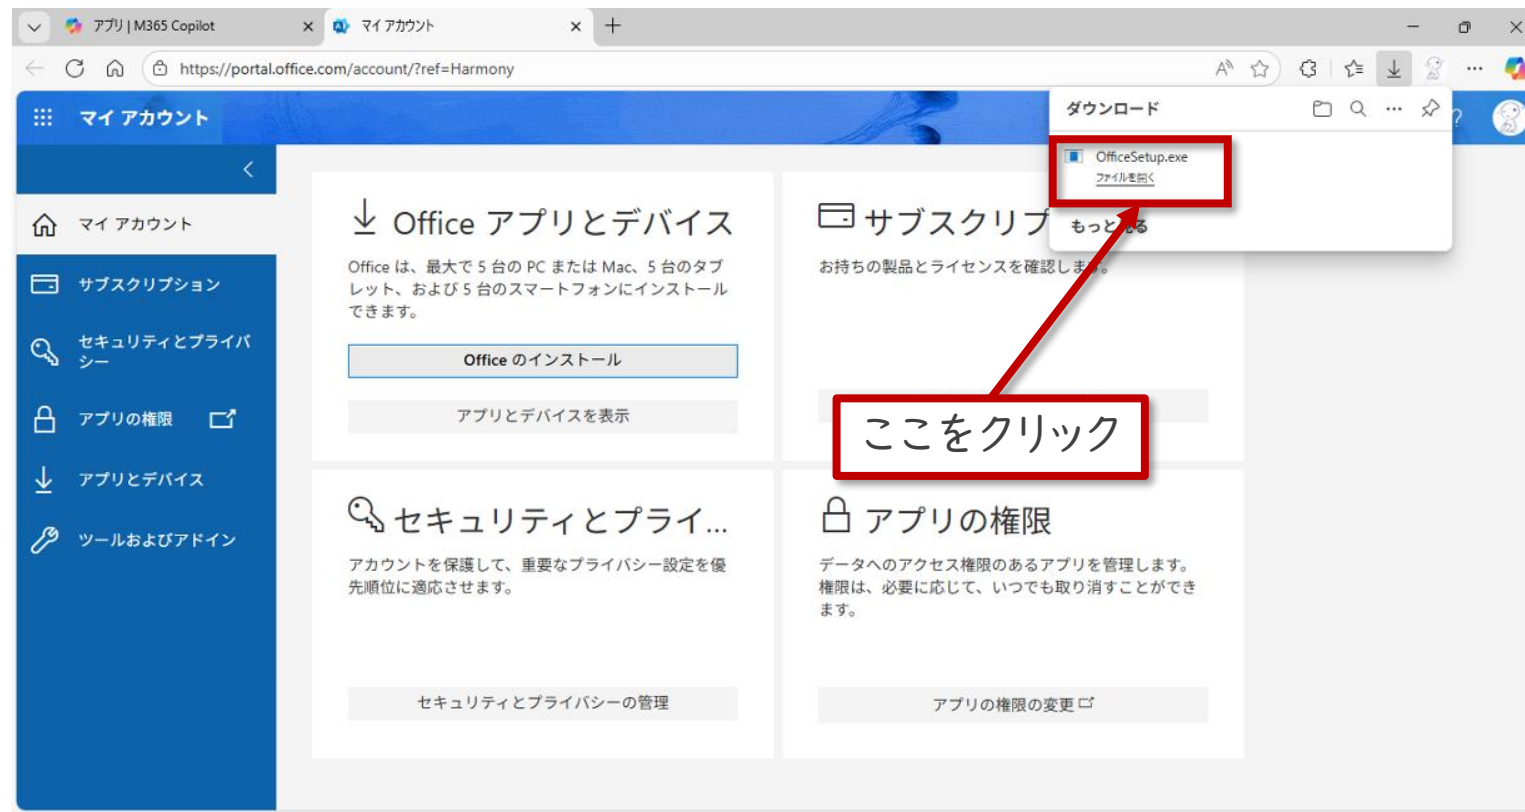 アプリ | M365 Copilot
マイ アカウント
https://portal.office.com/account/?ref=Harmony
マイ アカウント
?
ダウンロード
OfficeSetup.exe
ファイルを開く
もっと見る
マイ アカウント
サブスクリプション
セキュリティとプライバ
シー
アプリの権限
アプリとデバイス
ツールおよびアドイン
Office アプリとデバイス
Office は、最大で 5 台の PC または Mac、5 台のタブ
レット、および 5 台のスマートフォンにインストール
できます。
Office のインストール
アプリとデバイスを表示
サブスクリプ
お持ちの製品とライセンスを確認します。
ここをクリック
セキュリティとプライ...
アカウントを保護して、重要なプライバシー設定を優
先順位に適応させます。
セキュリティとプライバシーの管理
アプリの権限
データへのアクセス権限のあるアプリを管理します。
権限は、必要に応じて、いつでも取り消すことができ
ます。
アプリの権限の変更